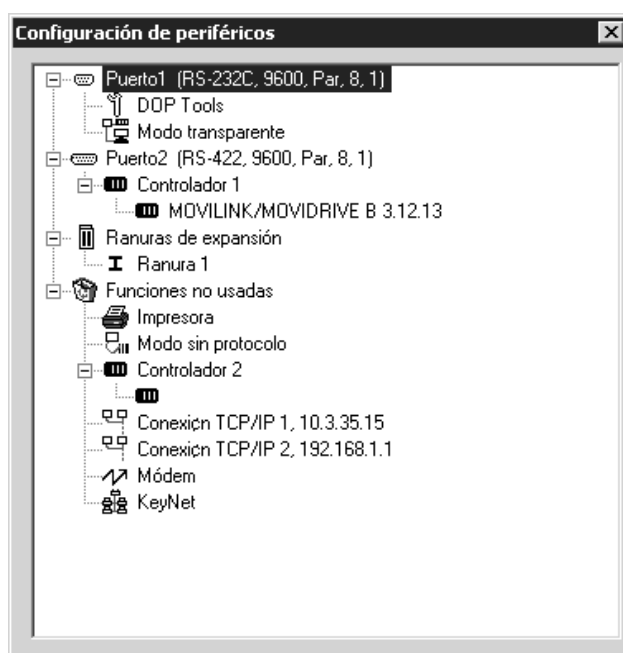 Configuración de periféricos
Puerto1 (RS-232C, 9600, Par, 8, 1)
DOP Tools
Modo transparente
Puerto2 (RS-422, 9600, Par, 8, 1)
Controlador 1
MOVILINK/MOVIDRIVE B 3.12.13
Ranuras de expansión
Ranura 1
Funciones no usadas
Impresora
Modo sin protocolo
Controlador 2
Conexión TCP/IP 1, 10.3.35.15
Conexión TCP/IP 2, 192.168.1.1
Módem
KeyNet